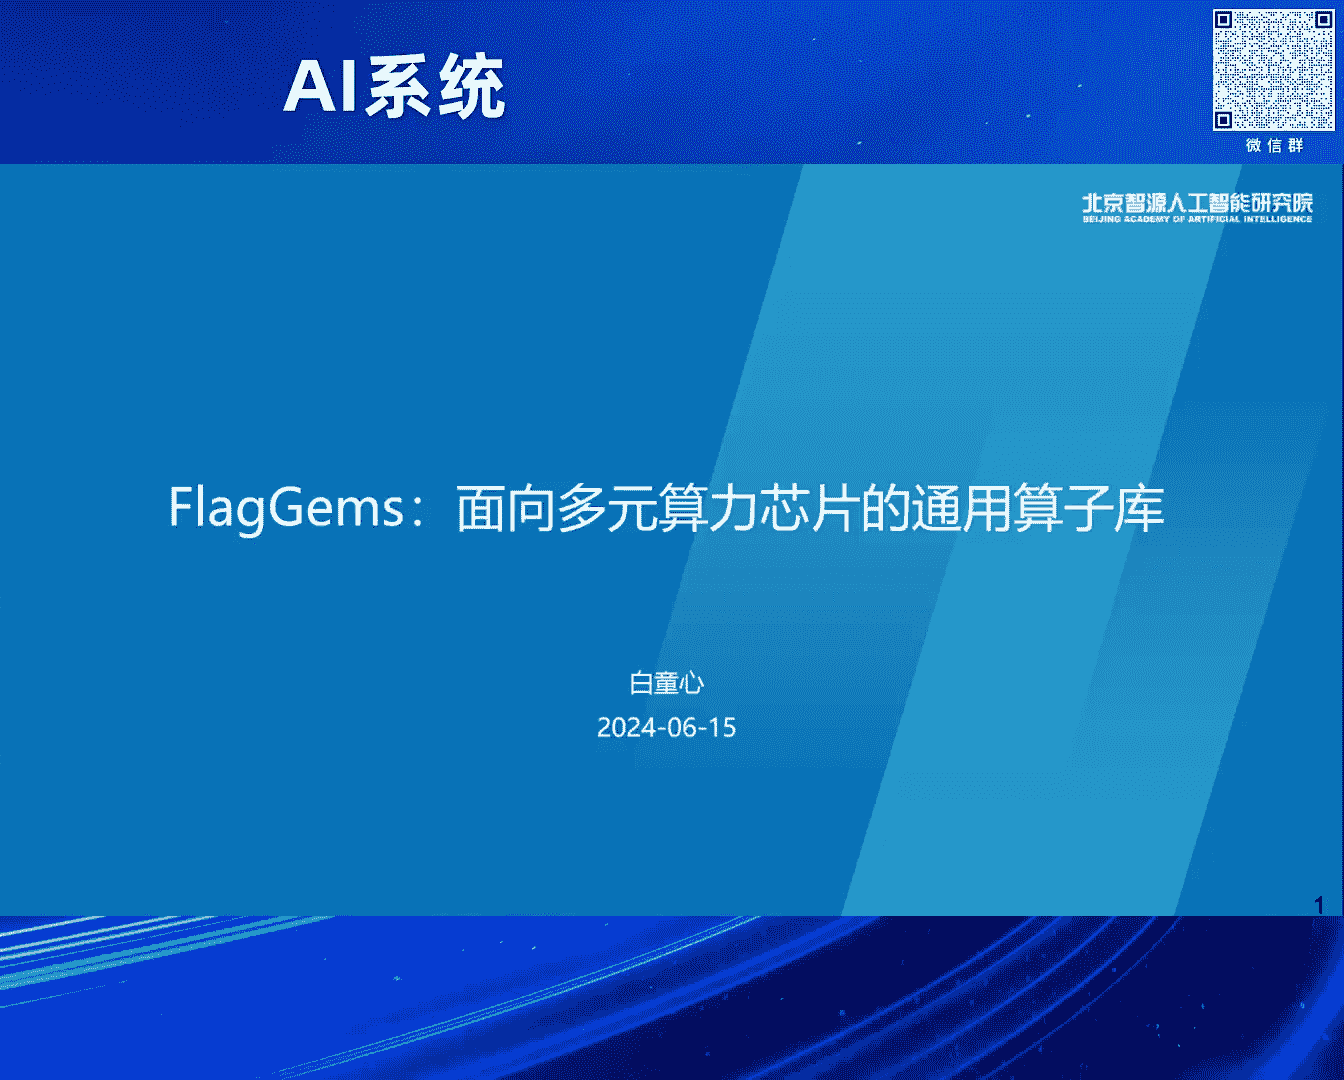 AI系统
微信群
北京智源人工智能研究院
BEIJING ACADEMY OF ARTIFICIAL INTELLIGENCE
FlagGems：面向多元算力芯片的通用算子库
白童心
2024-06-15
1